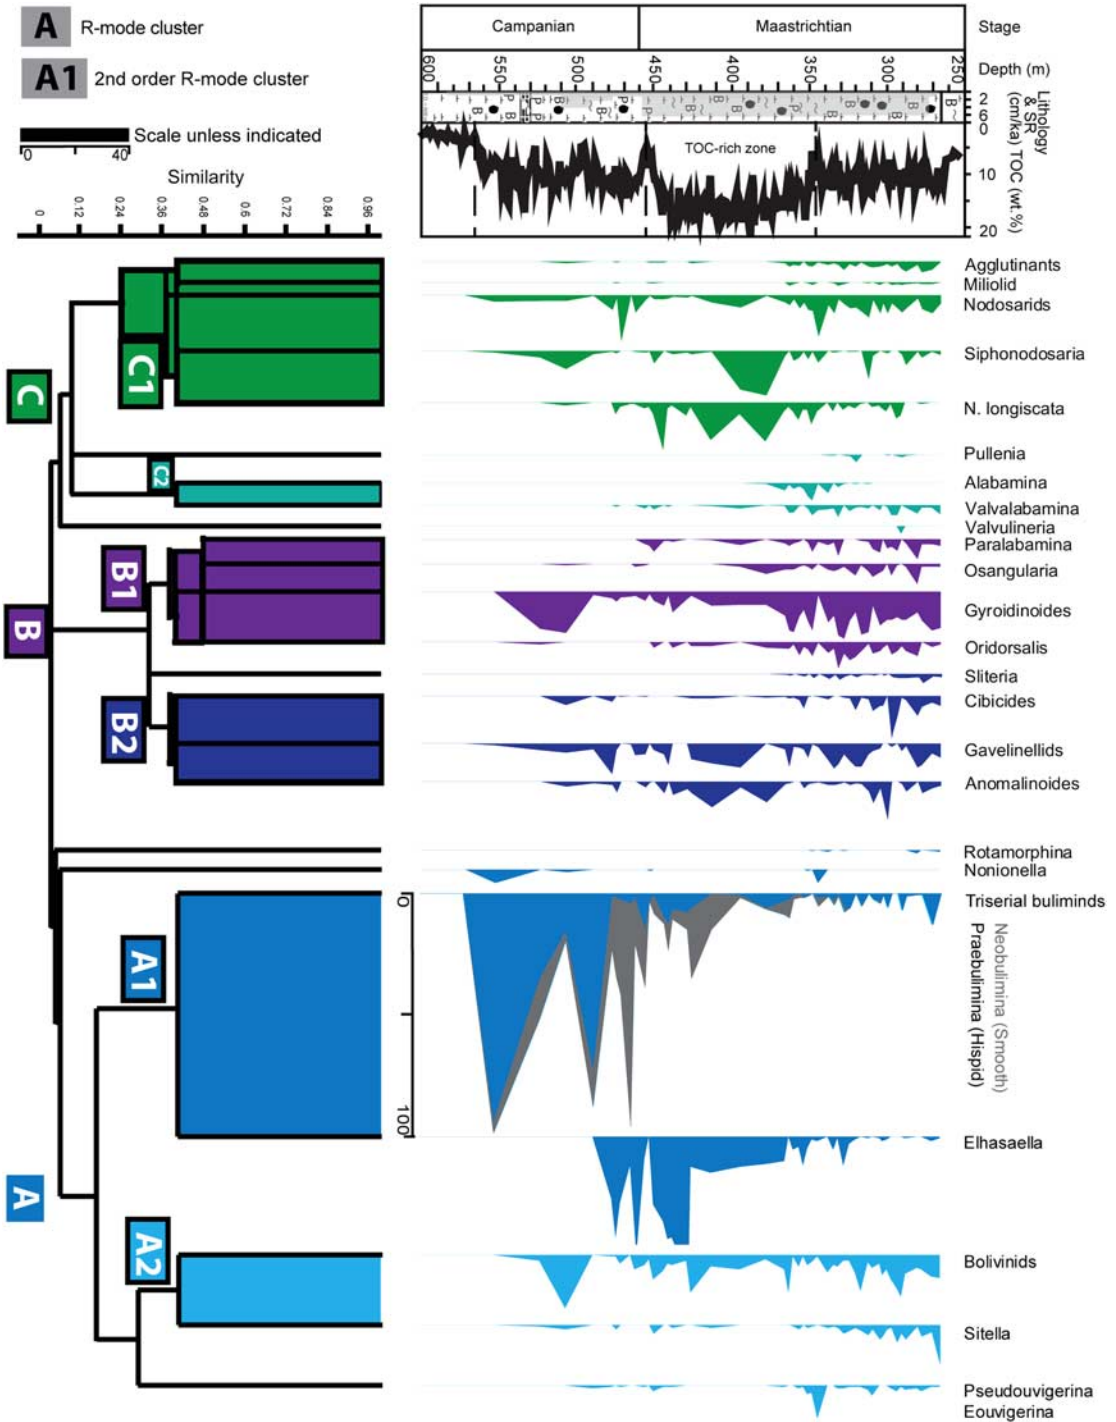 A R-mode cluster
A1 2nd order R-mode cluster
Scale unless indicated
0 40
Similarity
0 0.12 0.24 0.36 0.48 0.6 0.72 0.84 0.96
Campanian Maastrichtian Stage
600 550 500 450 400 350 300 250 Depth (m)
Lithology
& SR
(cm/ka)
2
6
TOC (wt.%)
0
10
20
TOC-rich zone
Agglutinants
Miliolid
Nodosarids
Siphonodosaria
N. longiscata
Pullenia
Alabamina
Valvalabamina
Valvulineria
Paralabamina
Osangularia
Gyroidinoides
Oridorsalis
Sliteria
Cibicides
Gavelinellids
Anomalinoides
Rotamorphina
Nonionella
Triserial buliminds
Neobulimina (Smooth)
Praebulimina (Hispid)
Elhasaella
Bolivinids
Sitella
Pseudouvigerina
Eouvigerina
C
C1
C2
B
B1
B2
A
A1
A2
0
100